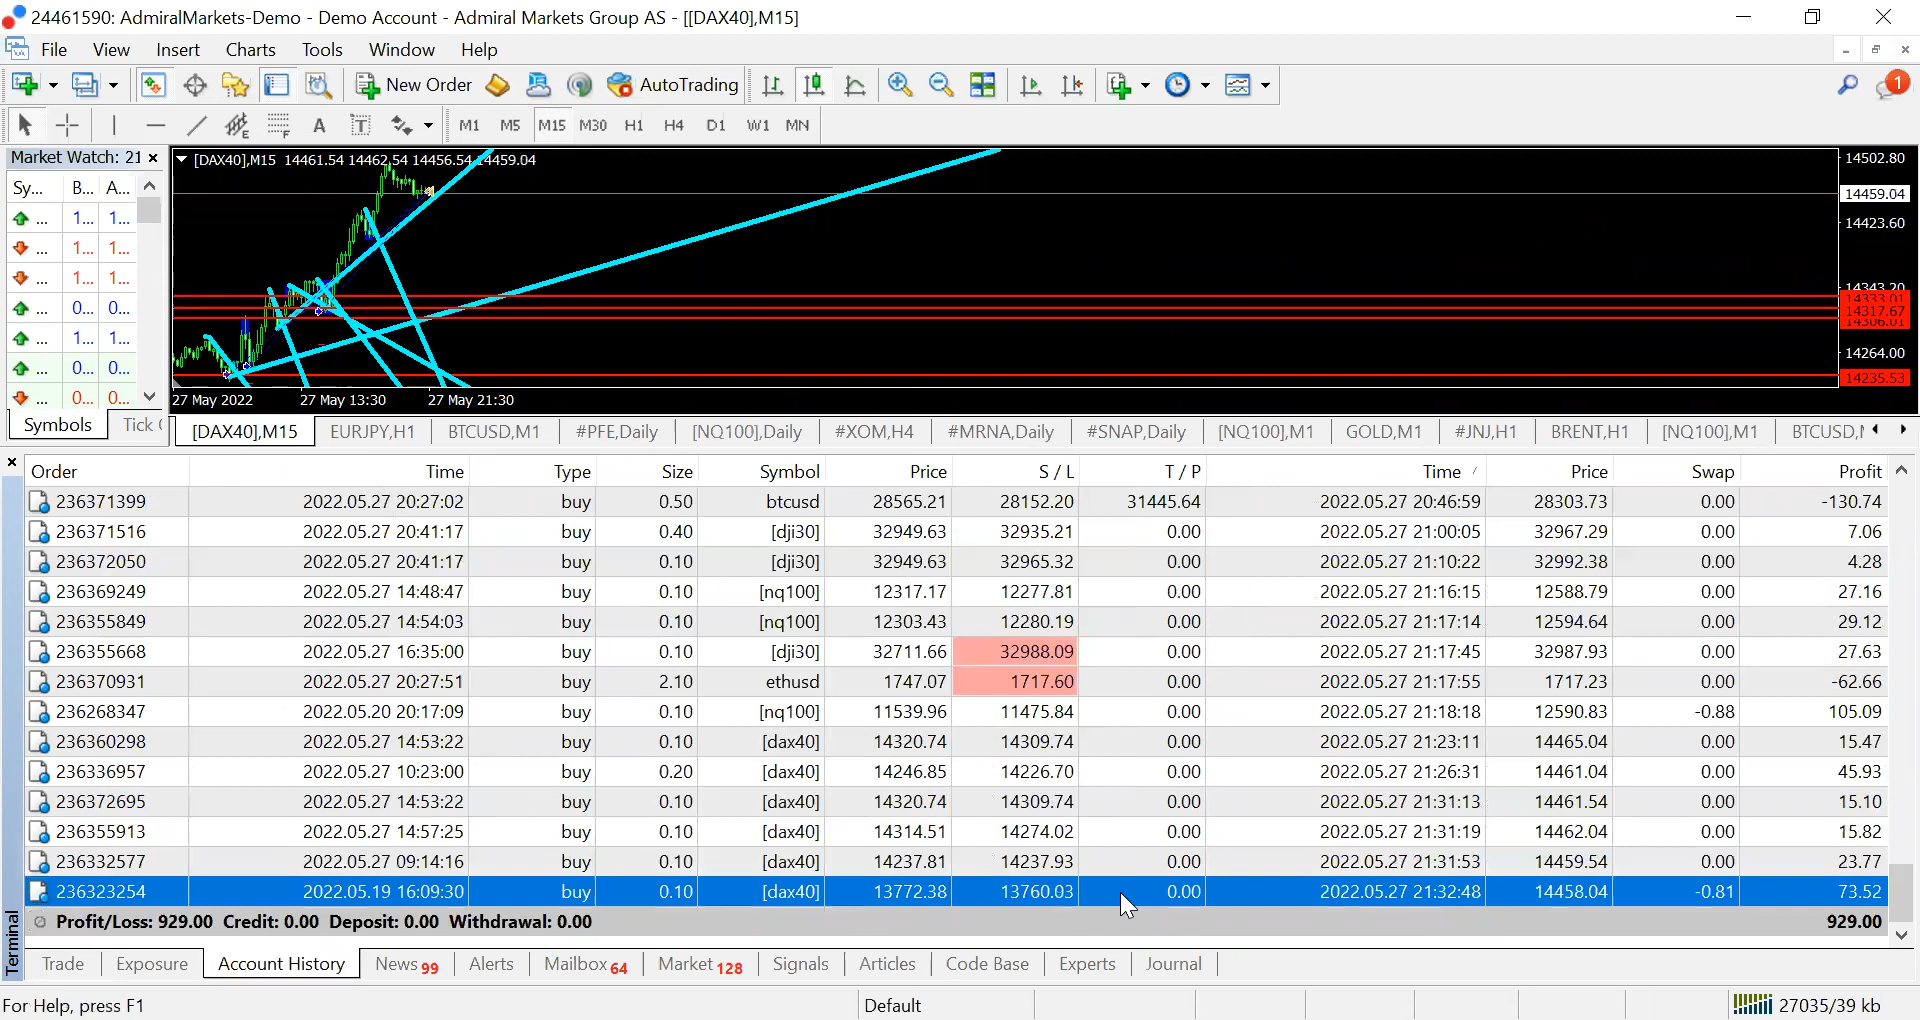 24461590: AdmiralMarkets-Demo - Demo Account - Admiral Markets Group AS - [[DAX40],M15]
File View Insert Charts Tools Window Help
New Order AutoTrading
A T M1 M5 M15 M30 H1 H4 D1 W1 MN
Market Watch: 21
Sy... B... A...
... 1... 1...
... 1... 1...
... 1... 1...
... 0... 0...
... 1... 1...
... 0... 0...
... 0... 0...
Symbols Tick
[DAX40],M15 14461.54 14462.54 14456.54 14459.04
14502.80
14459.04
14423.60
14343.20
14333.01
14317.67
14306.01
14264.00
14235.53
27 May 2022 27 May 13:30 27 May 21:30
[DAX40],M15 EURJPY,H1 BTCUSD,M1 #PFE,Daily [NQ100],Daily #XOM,H4 #MRNA,Daily #SNAP,Daily [NQ100],M1 GOLD,M1 #JNJ,H1 BRENT,H1 [NQ100],M1 BTCUSD,
Order Time Type Size Symbol Price S / L T / P Time Price Swap Profit
236371399 2022.05.27 20:27:02 buy 0.50 btcusd 28565.21 28152.20 31445.64 2022.05.27 20:46:59 28303.73 0.00 -130.74
236371516 2022.05.27 20:41:17 buy 0.40 [dji30] 32949.63 32935.21 0.00 2022.05.27 21:00:05 32967.29 0.00 7.06
236372050 2022.05.27 20:41:17 buy 0.10 [dji30] 32949.63 32965.32 0.00 2022.05.27 21:10:22 32992.38 0.00 4.28
236369249 2022.05.27 14:48:47 buy 0.10 [nq100] 12317.17 12277.81 0.00 2022.05.27 21:16:15 12588.79 0.00 27.16
236355849 2022.05.27 14:54:03 buy 0.10 [nq100] 12303.43 12280.19 0.00 2022.05.27 21:17:14 12594.64 0.00 29.12
236355668 2022.05.27 16:35:00 buy 0.10 [dji30] 32711.66 32988.09 0.00 2022.05.27 21:17:45 32987.93 0.00 27.63
236370931 2022.05.27 20:27:51 buy 2.10 ethusd 1747.07 1717.60 0.00 2022.05.27 21:17:55 1717.23 0.00 -62.66
236268347 2022.05.20 20:17:09 buy 0.10 [nq100] 11539.96 11475.84 0.00 2022.05.27 21:18:18 12590.83 -0.88 105.09
236360298 2022.05.27 14:53:22 buy 0.10 [dax40] 14320.74 14309.74 0.00 2022.05.27 21:23:11 14465.04 0.00 15.47
236336957 2022.05.27 10:23:00 buy 0.20 [dax40] 14246.85 14226.70 0.00 2022.05.27 21:26:31 14461.04 0.00 45.93
236372695 2022.05.27 14:53:22 buy 0.10 [dax40] 14320.74 14309.74 0.00 2022.05.27 21:31:13 14461.54 0.00 15.10
236355913 2022.05.27 14:57:25 buy 0.10 [dax40] 14314.51 14274.02 0.00 2022.05.27 21:31:19 14462.04 0.00 15.82
236332577 2022.05.27 09:14:16 buy 0.10 [dax40] 14237.81 14237.93 0.00 2022.05.27 21:31:53 14459.54 0.00 23.77
236323254 2022.05.19 16:09:30 buy 0.10 [dax40] 13772.38 13760.03 0.00 2022.05.27 21:32:48 14458.04 -0.81 73.52
Profit/Loss: 929.00 Credit: 0.00 Deposit: 0.00 Withdrawal: 0.00 929.00
Terminal
Trade Exposure Account History News 99 Alerts Mailbox 64 Market 128 Signals Articles Code Base Experts Journal
For Help, press F1 Default 27035/39 kb
1